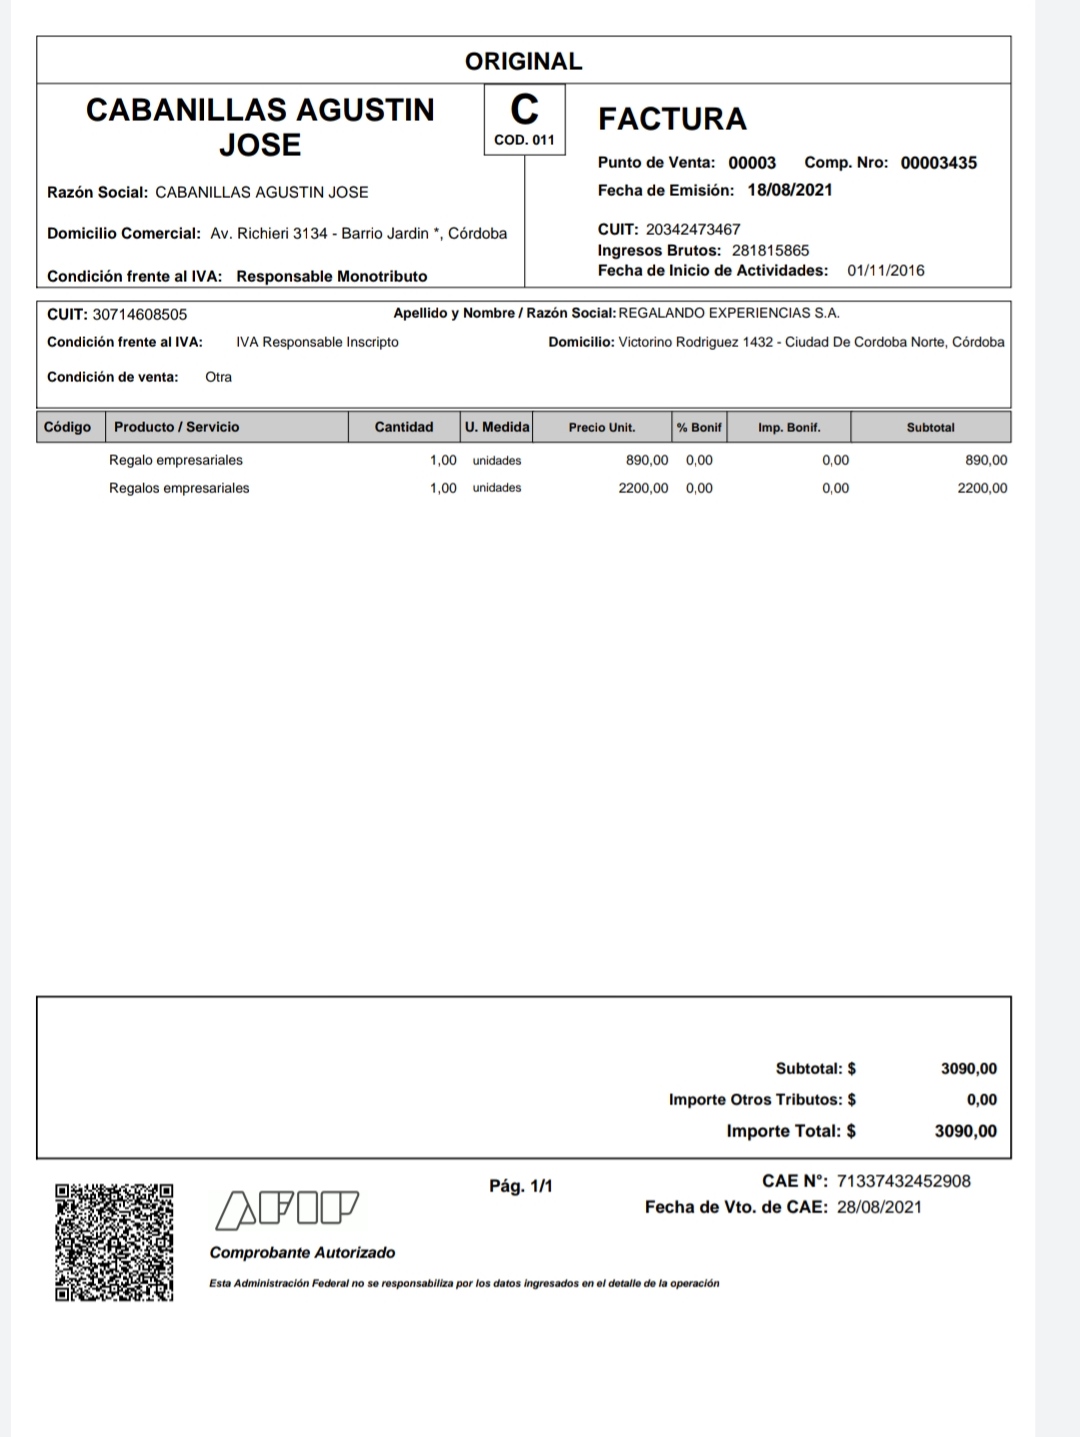 ORIGINAL
CABANILLAS AGUSTIN
JOSE
C
COD. 011
FACTURA
Punto de Venta: 00003 Comp. Nro: 00003435
Fecha de Emisión: 18/08/2021
Razón Social: CABANILLAS AGUSTIN JOSE
Domicilio Comercial: Av. Richieri 3134 - Barrio Jardin *, Córdoba
Condición frente al IVA: Responsable Monotributo
CUIT: 20342473467
Ingresos Brutos: 281815865
Fecha de Inicio de Actividades: 01/11/2016
CUIT: 30714608505 Apellido y Nombre / Razón Social: REGALANDO EXPERIENCIAS S.A.
Condición frente al IVA: IVA Responsable Inscripto Domicilio: Victorino Rodriguez 1432 - Ciudad De Cordoba Norte, Córdoba
Condición de venta: Otra
Código Producto / Servicio Cantidad U. Medida Precio Unit. % Bonif Imp. Bonif. Subtotal
Regalo empresariales 1,00 unidades 890,00 0,00 0,00 890,00
Regalos empresariales 1,00 unidades 2200,00 0,00 0,00 2200,00
Subtotal: $ 3090,00
Importe Otros Tributos: $ 0,00
Importe Total: $ 3090,00
AFIP
Comprobante Autorizado
Esta Administración Federal no se responsabiliza por los datos ingresados en el detalle de la operación
Pág. 1/1
CAE N°: 71337432452908
Fecha de Vto. de CAE: 28/08/2021